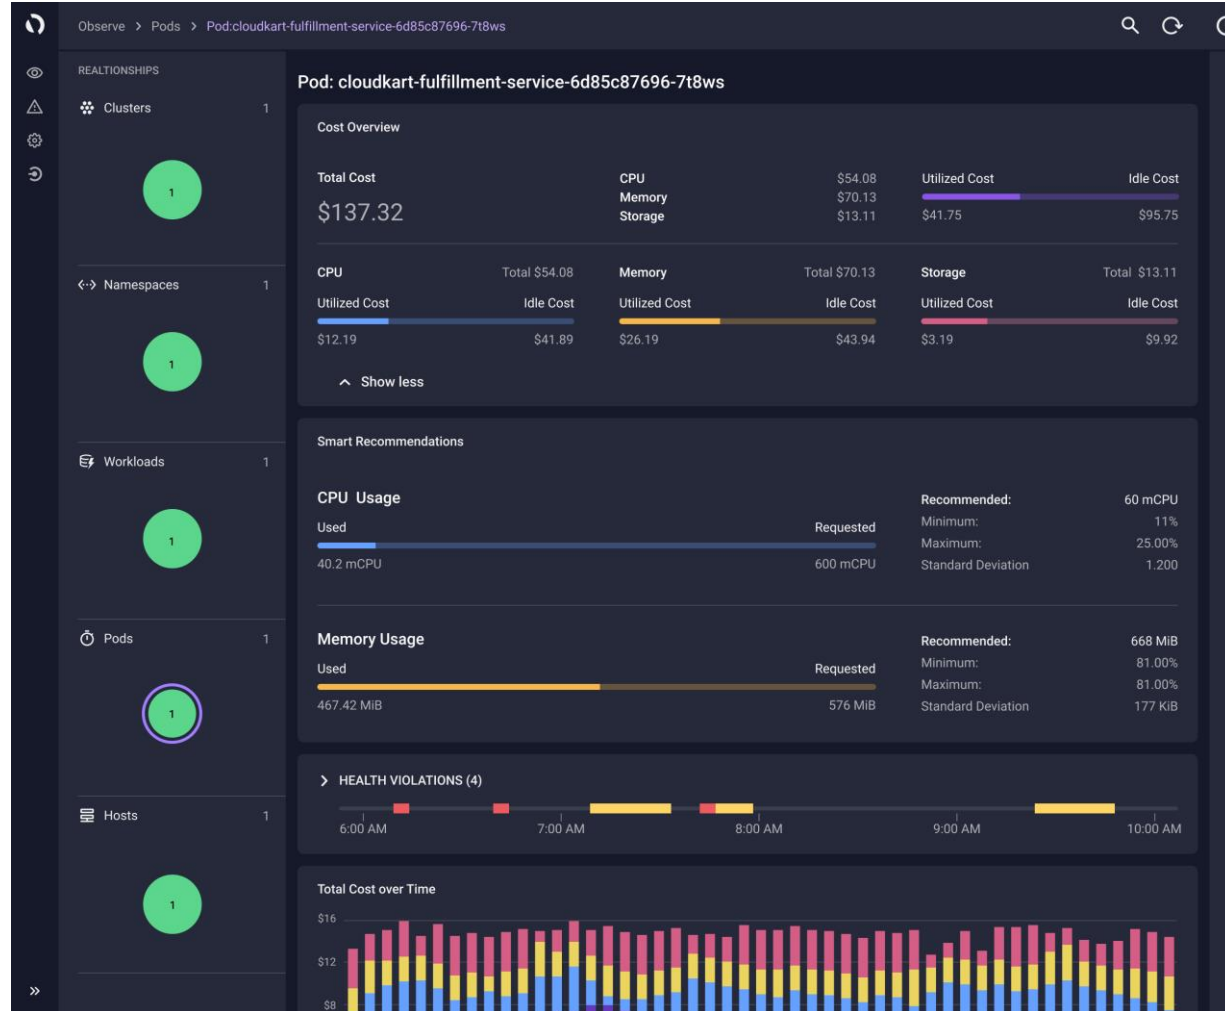 Observe > Pods > Pod:cloudkart-fulfillment-service-6d85c87696-7t8ws
REALTIONSHIPS
Clusters 1
1
Namespaces 1
1
Workloads 1
1
Pods 1
1
Hosts 1
1
Pod: cloudkart-fulfillment-service-6d85c87696-7t8ws
Cost Overview
Total Cost
$137.32
CPU $54.08
Memory $70.13
Storage $13.11
Utilized Cost Idle Cost
$41.75 $95.75
CPU Total $54.08
Utilized Cost Idle Cost
$12.19 $41.89
Memory Total $70.13
Utilized Cost Idle Cost
$26.19 $43.94
Storage Total $13.11
Utilized Cost Idle Cost
$3.19 $9.92
Show less
Smart Recommendations
CPU Usage
Used Requested
40.2 mCPU 600 mCPU
Recommended: 60 mCPU
Minimum: 11%
Maximum: 25.00%
Standard Deviation 1.200
Memory Usage
Used Requested
467.42 MiB 576 MiB
Recommended: 668 MiB
Minimum: 81.00%
Maximum: 81.00%
Standard Deviation 177 KiB
HEALTH VIOLATIONS (4)
6:00 AM 7:00 AM 8:00 AM 9:00 AM 10:00 AM
Total Cost over Time
$16
$12
$8